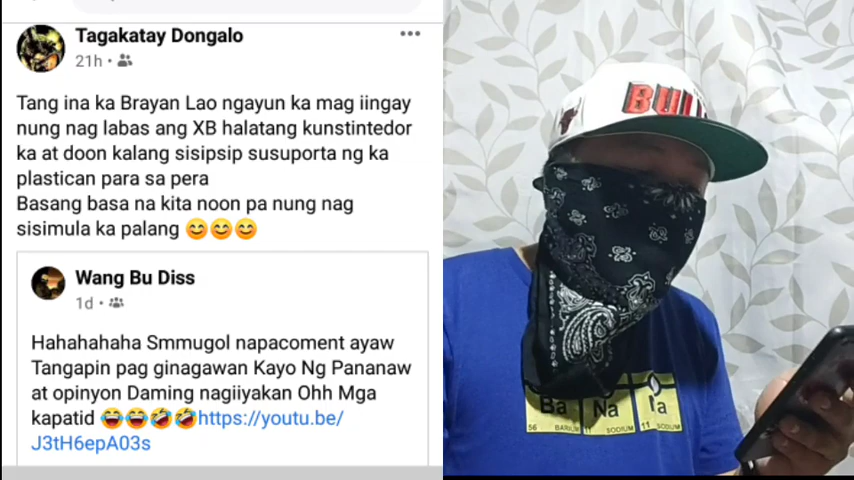 Tagakatay Dongalo
21h
Tang ina ka Brayan Lao ngayun ka mag iingay
nung nag labas ang XB halatang kunstintedor
ka at doon kalang sisipsip susuporta ng ka
plastican para sa pera
Basang basa na kita noon pa nung nag
sisimula ka palang 😊😊😊
Wang Bu Diss
1d
Hahahahaha Smmugol napacoment ayaw
Tangapin pag ginagawan Kayo Ng Pananaw
at opinyon Daming nagiiyakan Ohh Mga
kapatid 😂😂🤣🤣https://youtu.be/
J3tH6epA03s
Ba Na
56 BARIUM 11 SODIUM 11 SODIUM